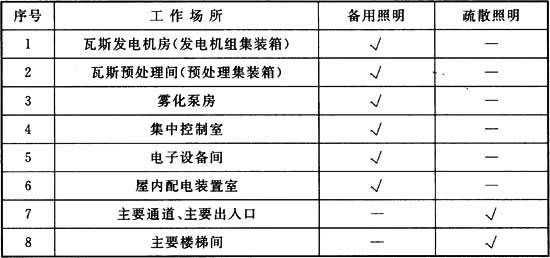 序号 工作场所 备用照明 疏散照明
1 瓦斯发电机房(发电机组集装箱) √ —
2 瓦斯预处理间(预处理集装箱) √ —
3 雾化泵房 √ —
4 集中控制室 √ —
5 电子设备间 √ —
6 屋内配电装置室 √ —
7 主要通道、主要出入口 — √
8 主要楼梯间 — √